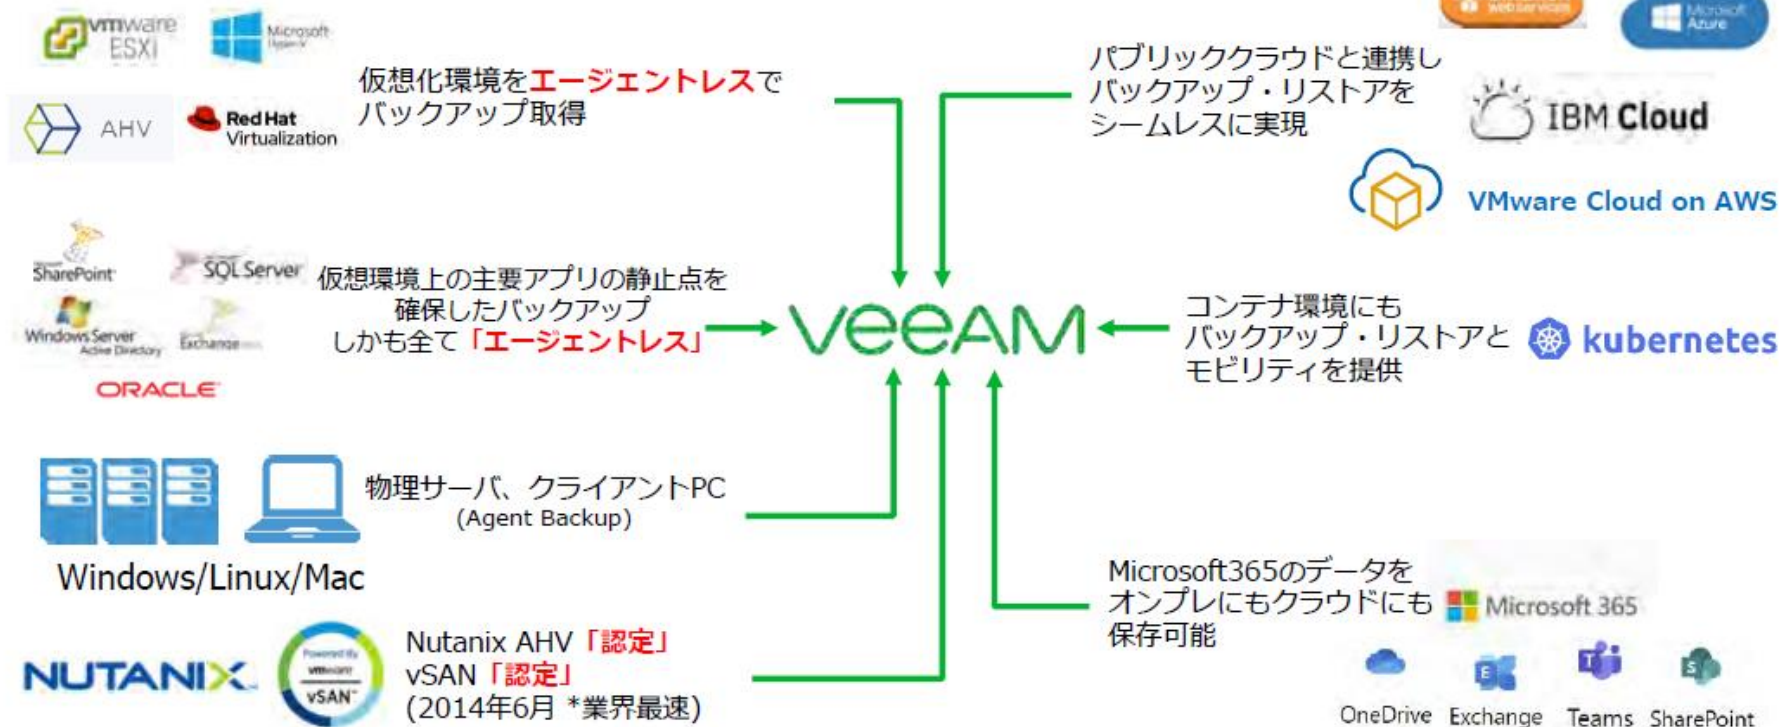 vmware
ESXi
Microsoft
Hyper-V
AHV
Red Hat
Virtualization
仮想化環境をエージェントレスで
バックアップ取得
パブリッククラウドと連携し
バックアップ・リストアを
シームレスに実現
web services
Microsoft
Azure
IBM Cloud
VMware Cloud on AWS
SharePoint
SQL Server
Windows Server
Active Directory
Exchange
ORACLE
仮想環境上の主要アプリの静止点を
確保したバックアップ
しかも全て「エージェントレス」
veeAM
コンテナ環境にも
バックアップ・リストアと
モビリティを提供
kubernetes
物理サーバ、クライアントPC
(Agent Backup)
Windows/Linux/Mac
NUTANIX
Powered By
vmware
vSAN
Nutanix AHV「認定」
vSAN「認定」
(2014年6月 *業界最速)
Microsoft365のデータを
オンプレにもクラウドにも
保存可能
Microsoft 365
OneDrive Exchange Teams SharePoint